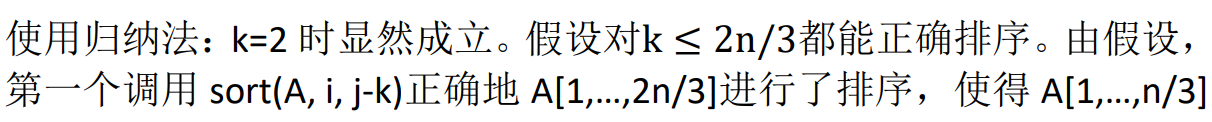 使用归纳法：k=2 时显然成立。假设对k ≤ 2n/3都能正确排序。由假设，
第一个调用 sort(A, i, j-k)正确地 A[1,...,2n/3]进行了排序，使得 A[1,...,n/3]